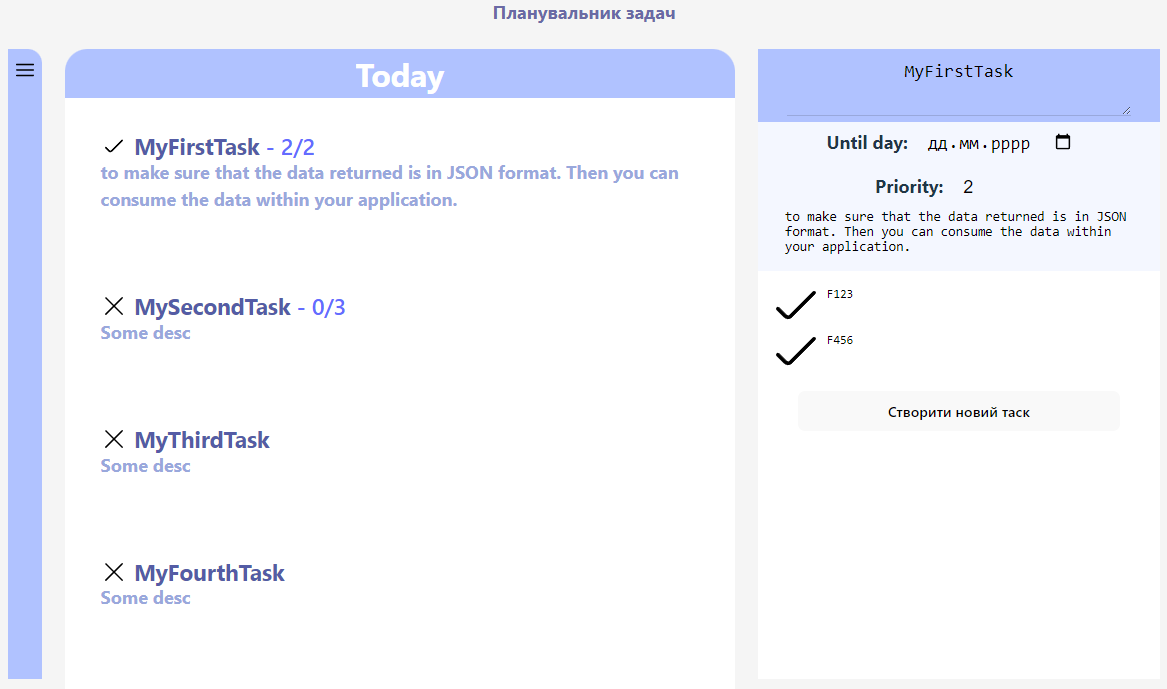 Планувальник задач
Today
MyFirstTask - 2/2
to make sure that the data returned is in JSON format. Then you can
consume the data within your application.
MySecondTask - 0/3
Some desc
MyThirdTask
Some desc
MyFourthTask
Some desc
MyFirstTask
Until day: дд.мм.рррр
Priority: 2
to make sure that the data returned is in JSON
format. Then you can consume the data within
your application.
F123
F456
Створити новий таск